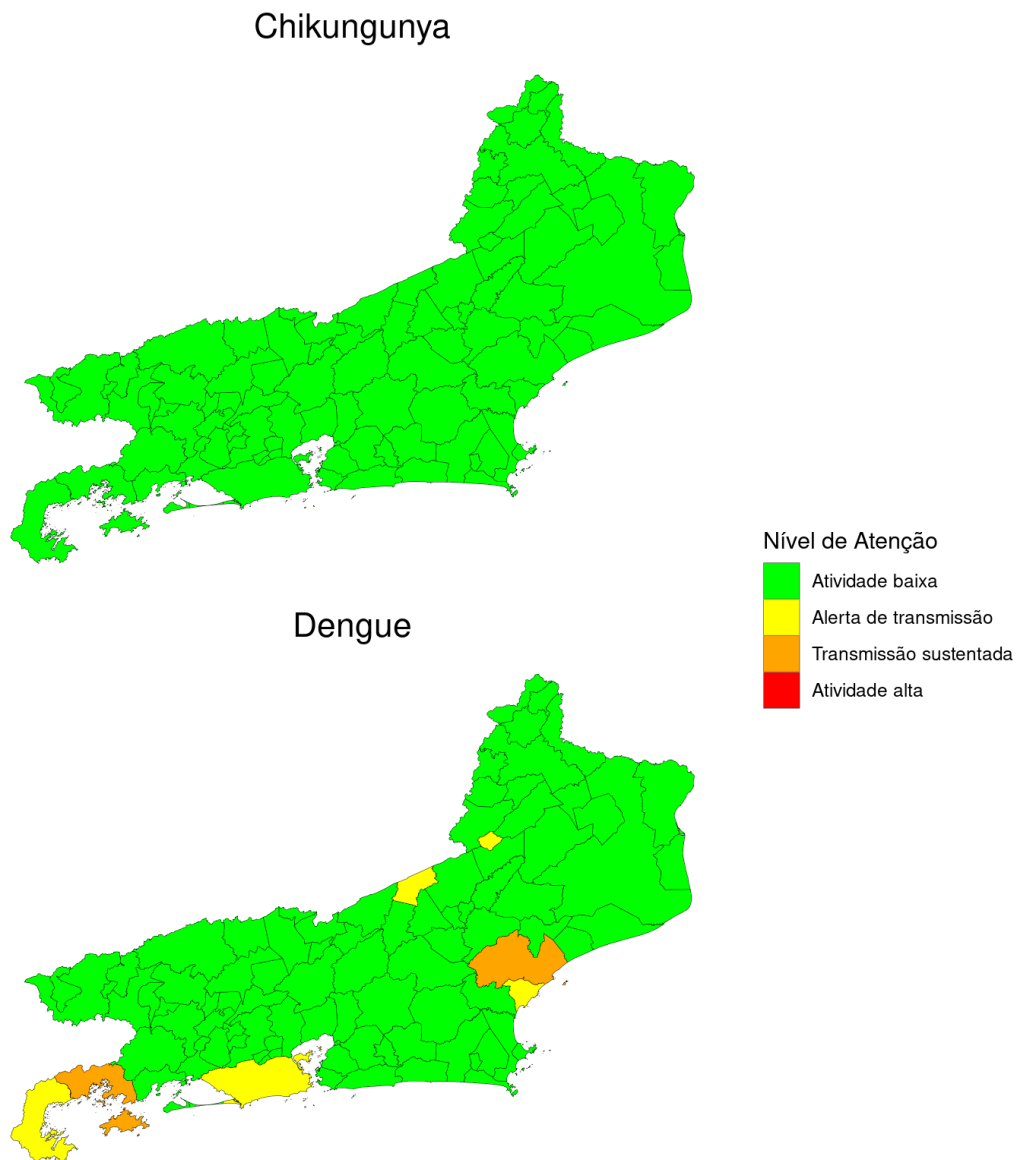 Chikungunya
Nível de Atenção
Atividade baixa
Alerta de transmissão
Transmissão sustentada
Atividade alta
Dengue